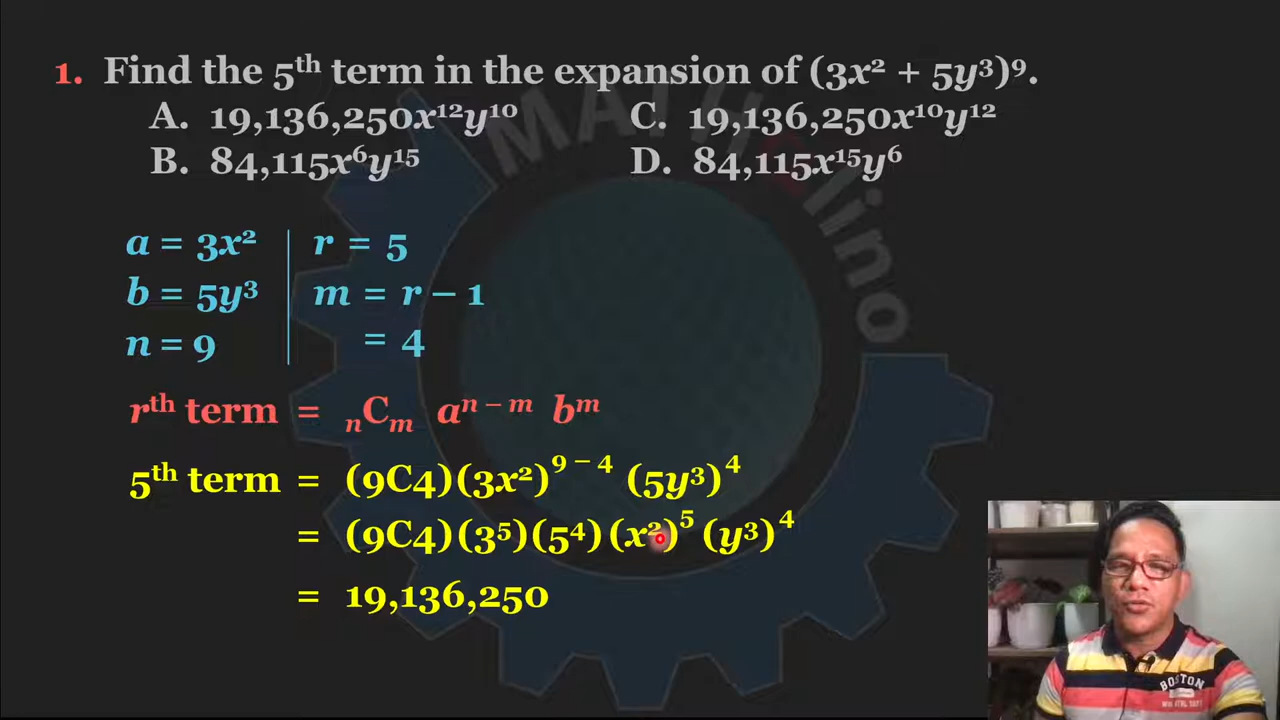 1. Find the 5th term in the expansion of (3x² + 5y³)⁹.
A. 19,136,250x¹²y¹⁰
C. 19,136,250x¹⁰y¹²
B. 84,115x⁶y¹⁵
D. 84,115x¹⁵y⁶
MATHelino
a = 3x²
r = 5
b = 5y³
m = r – 1
n = 9
= 4
rth term = ₙCₘ aⁿ⁻ᵐ bᵐ
5th term = (9C4)(3x²)⁹⁻⁴ (5y³)⁴
= (9C4)(3⁵)(5⁴)(x²)⁵ (y³)⁴
= 19,136,250
BOSTON